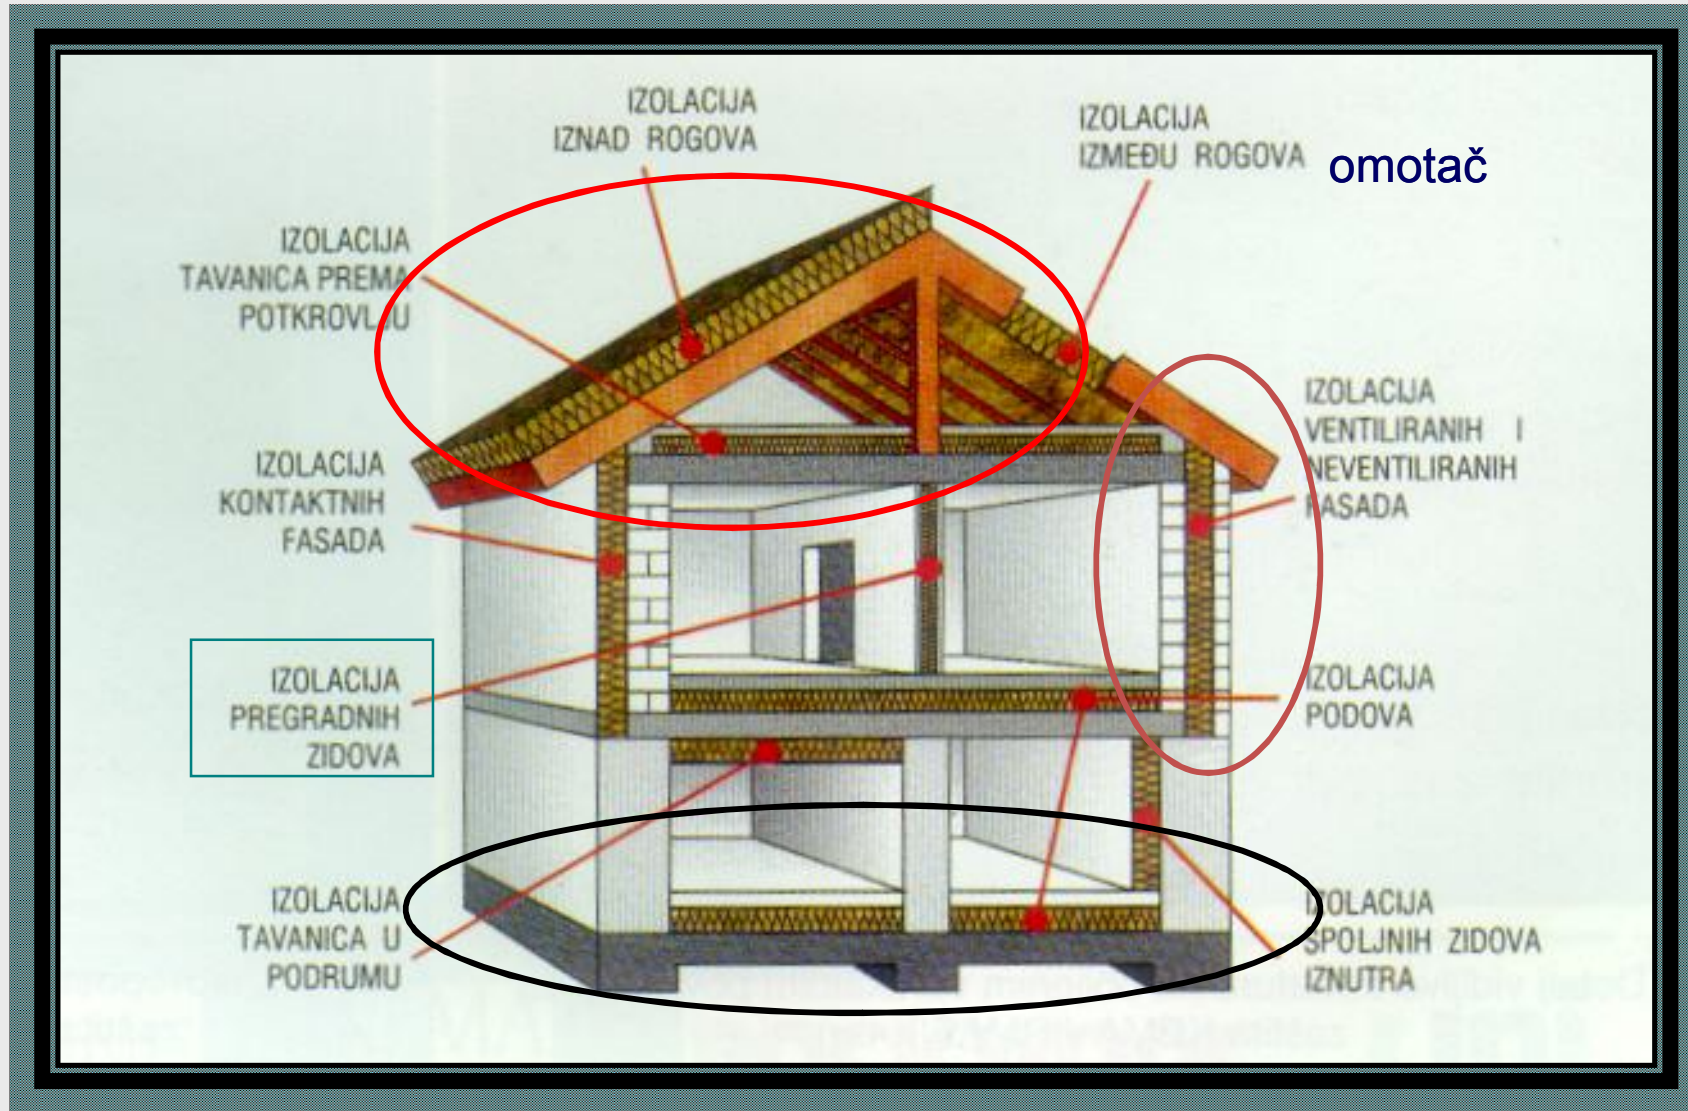 IZOLACIJA
IZNAD ROGOVA
IZOLACIJA
IZMEĐU ROGOVA
omotač
IZOLACIJA
TAVANICA PREMA
POTKROVLJU
IZOLACIJA
VENTILIRANIH I
NEVENTILIRANIH
FASADA
IZOLACIJA
KONTAKTNIH
FASADA
IZOLACIJA
PREGRADNIH
ZIDOVA
IZOLACIJA
PODOVA
IZOLACIJA
TAVANICA U
PODRUMU
IZOLACIJA
SPOLJNIH ZIDOVA
IZNUTRA